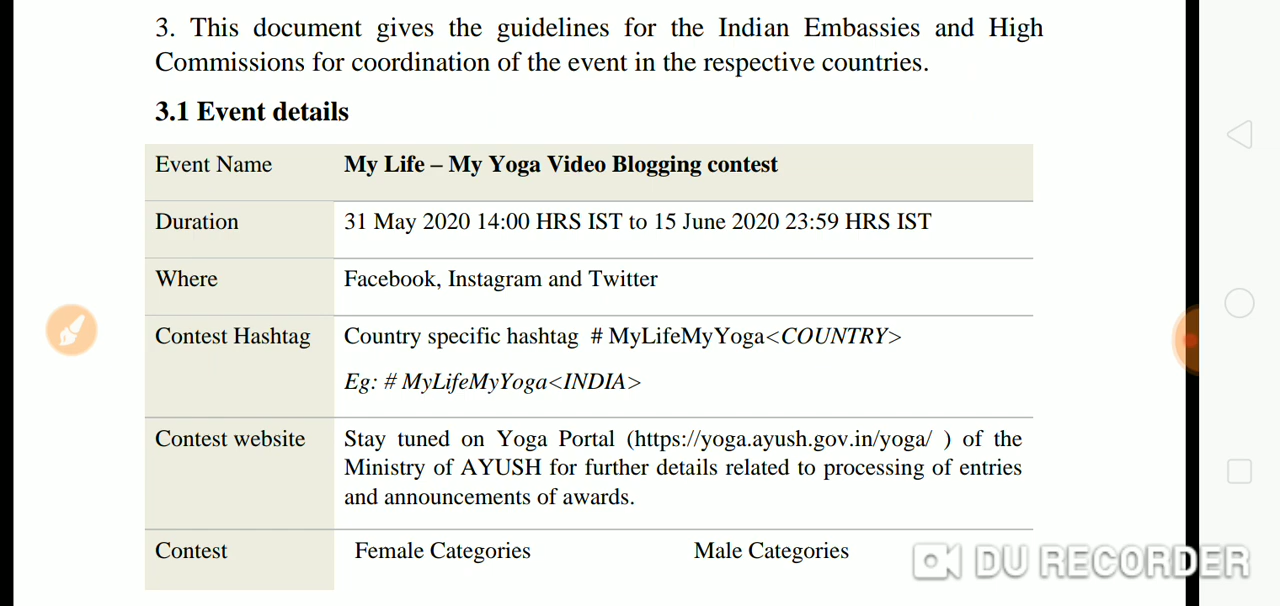 3. This document gives the guidelines for the Indian Embassies and High
Commissions for coordination of the event in the respective countries.
3.1 Event details
Event Name My Life – My Yoga Video Blogging contest
Duration 31 May 2020 14:00 HRS IST to 15 June 2020 23:59 HRS IST
Where Facebook, Instagram and Twitter
Contest Hashtag Country specific hashtag # MyLifeMyYoga<COUNTRY>
Eg: # MyLifeMyYoga<INDIA>
Contest website Stay tuned on Yoga Portal (https://yoga.ayush.gov.in/yoga/ ) of the
Ministry of AYUSH for further details related to processing of entries
and announcements of awards.
Contest Female Categories Male Categories
DU RECORDER